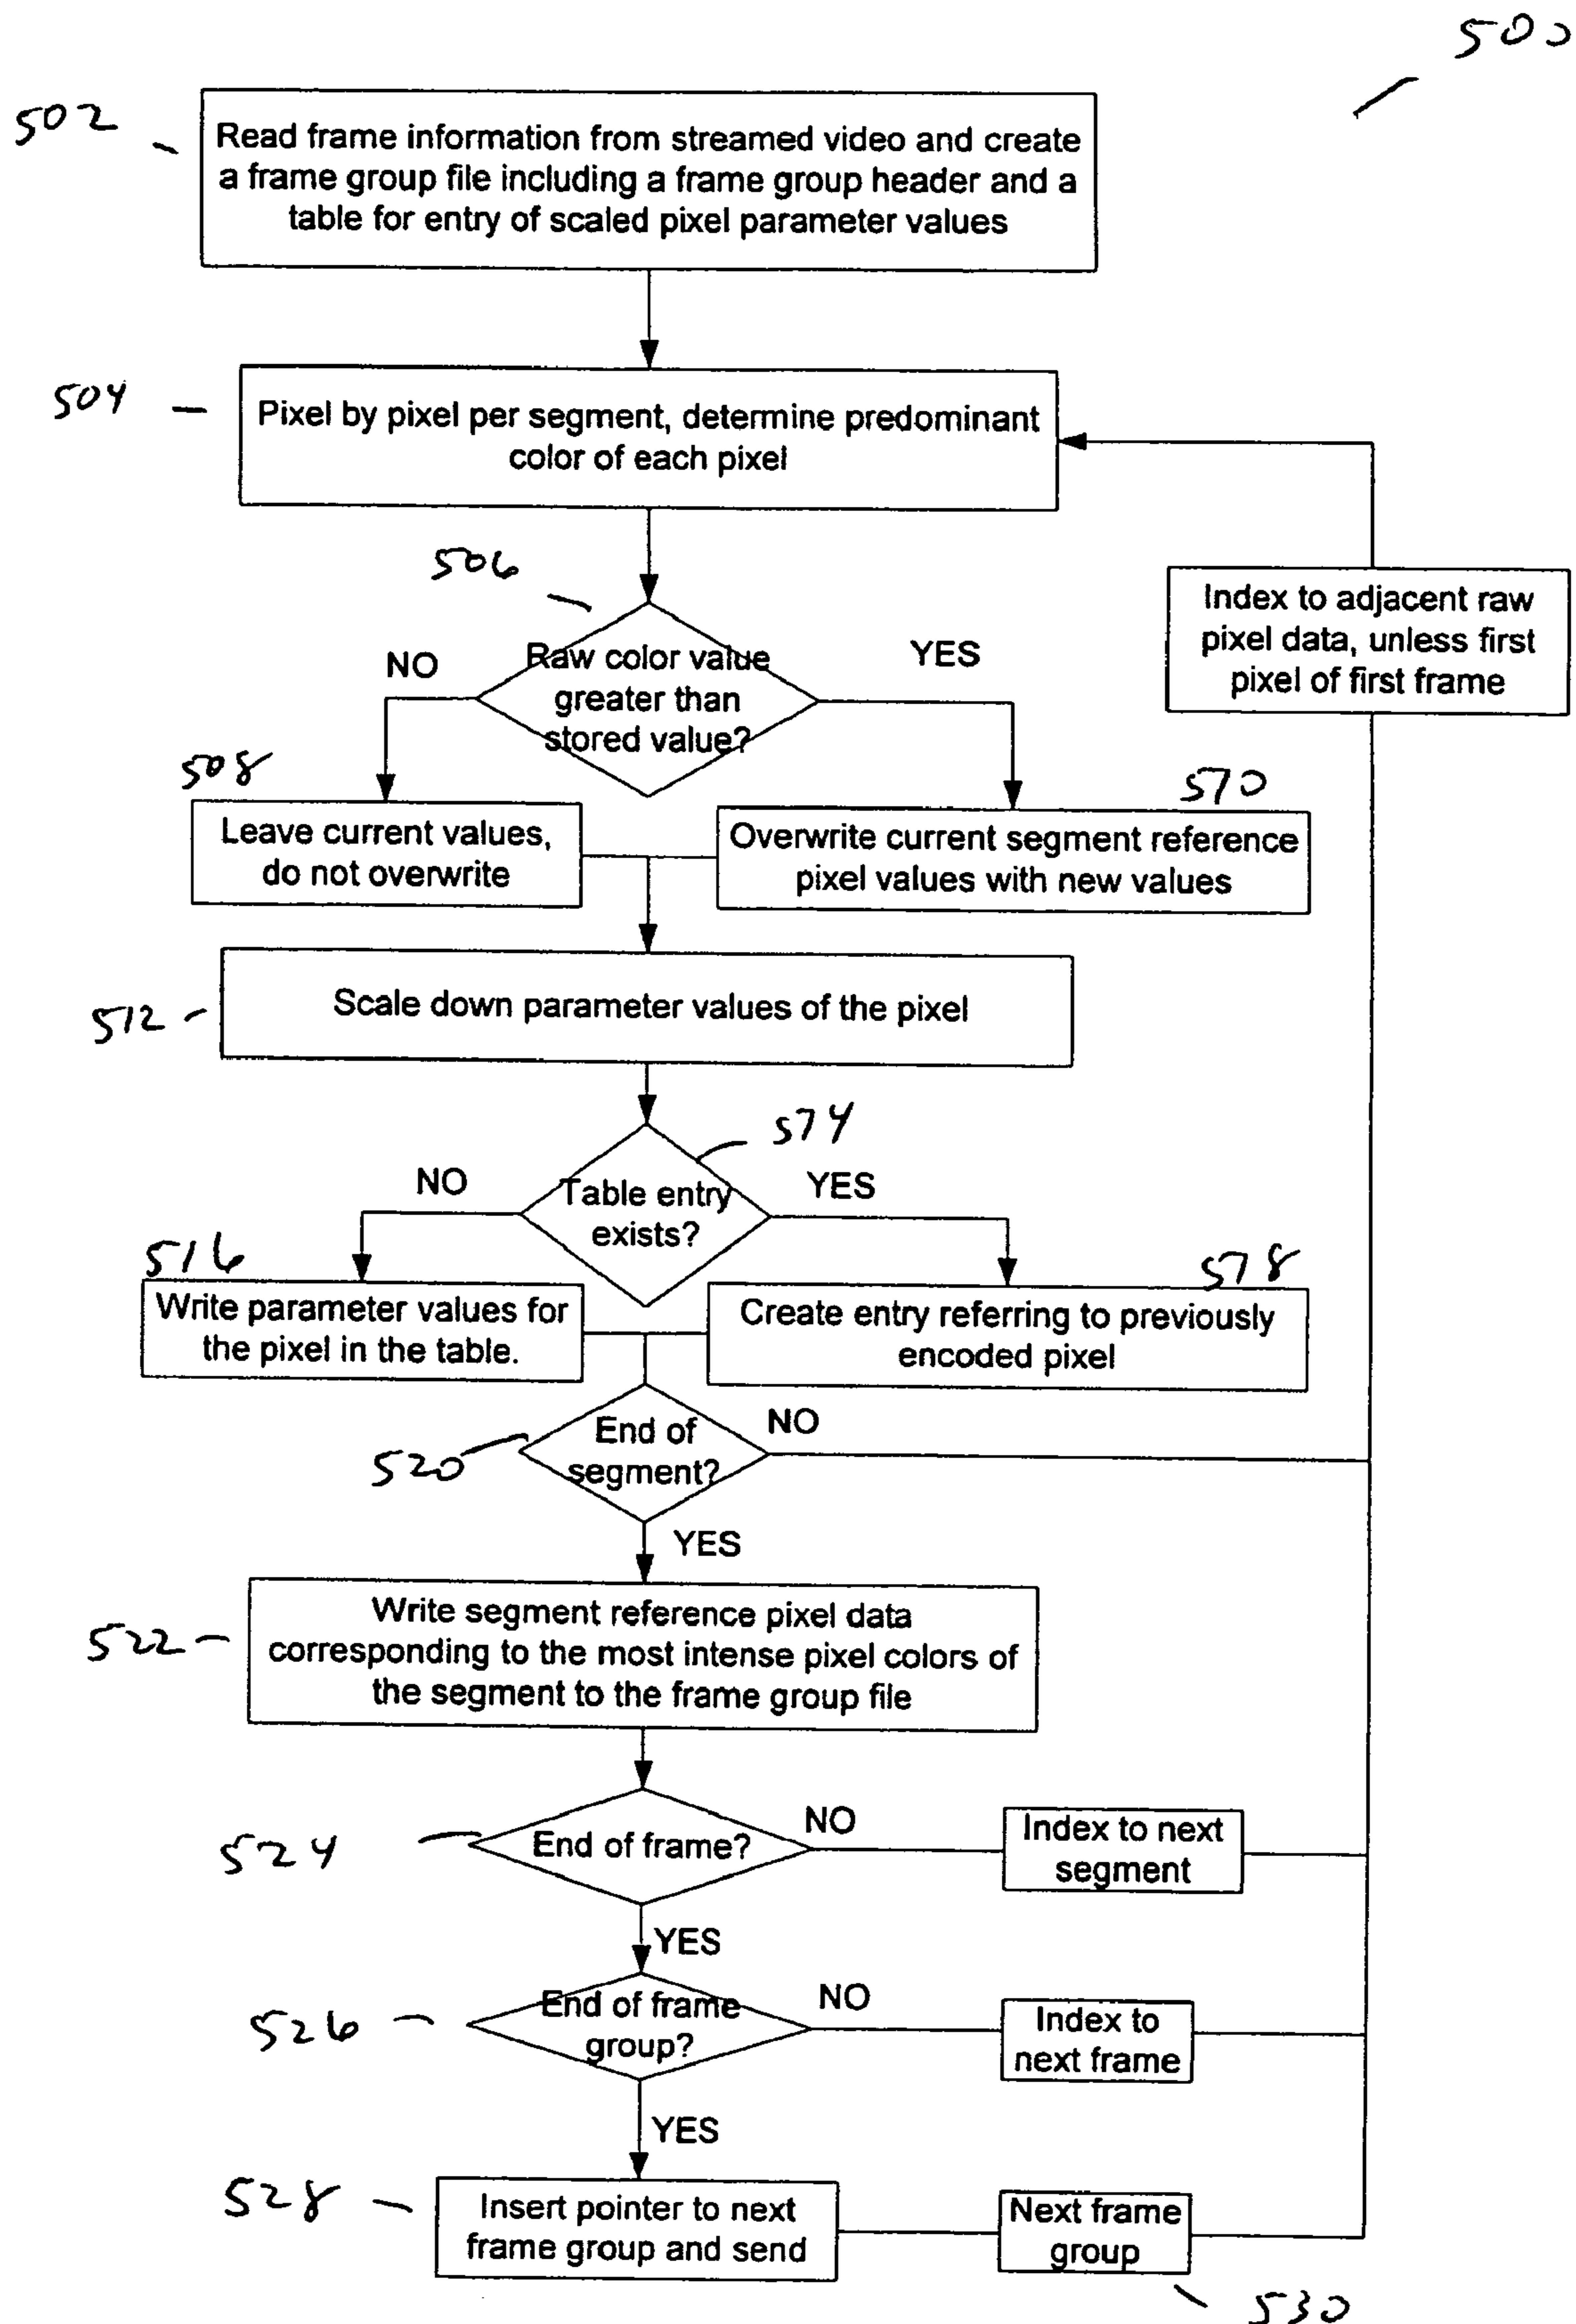 500
502
Read frame information from streamed video and create
a frame group file including a frame group header and a
table for entry of scaled pixel parameter values
504
Pixel by pixel per segment, determine predominant
color of each pixel
506
Raw color value
greater than
stored value?
NO
YES
Index to adjacent raw
pixel data, unless first
pixel of first frame
508
Leave current values,
do not overwrite
510
Overwrite current segment reference
pixel values with new values
512
Scale down parameter values of the pixel
514
Table entry
exists?
NO
YES
516
Write parameter values for
the pixel in the table.
518
Create entry referring to previously
encoded pixel
520
End of
segment?
NO
YES
522
Write segment reference pixel data
corresponding to the most intense pixel colors of
the segment to the frame group file
524
End of frame?
NO
Index to next
segment
YES
526
End of frame
group?
NO
Index to
next frame
YES
528
Insert pointer to next
frame group and send
Next frame
group
530